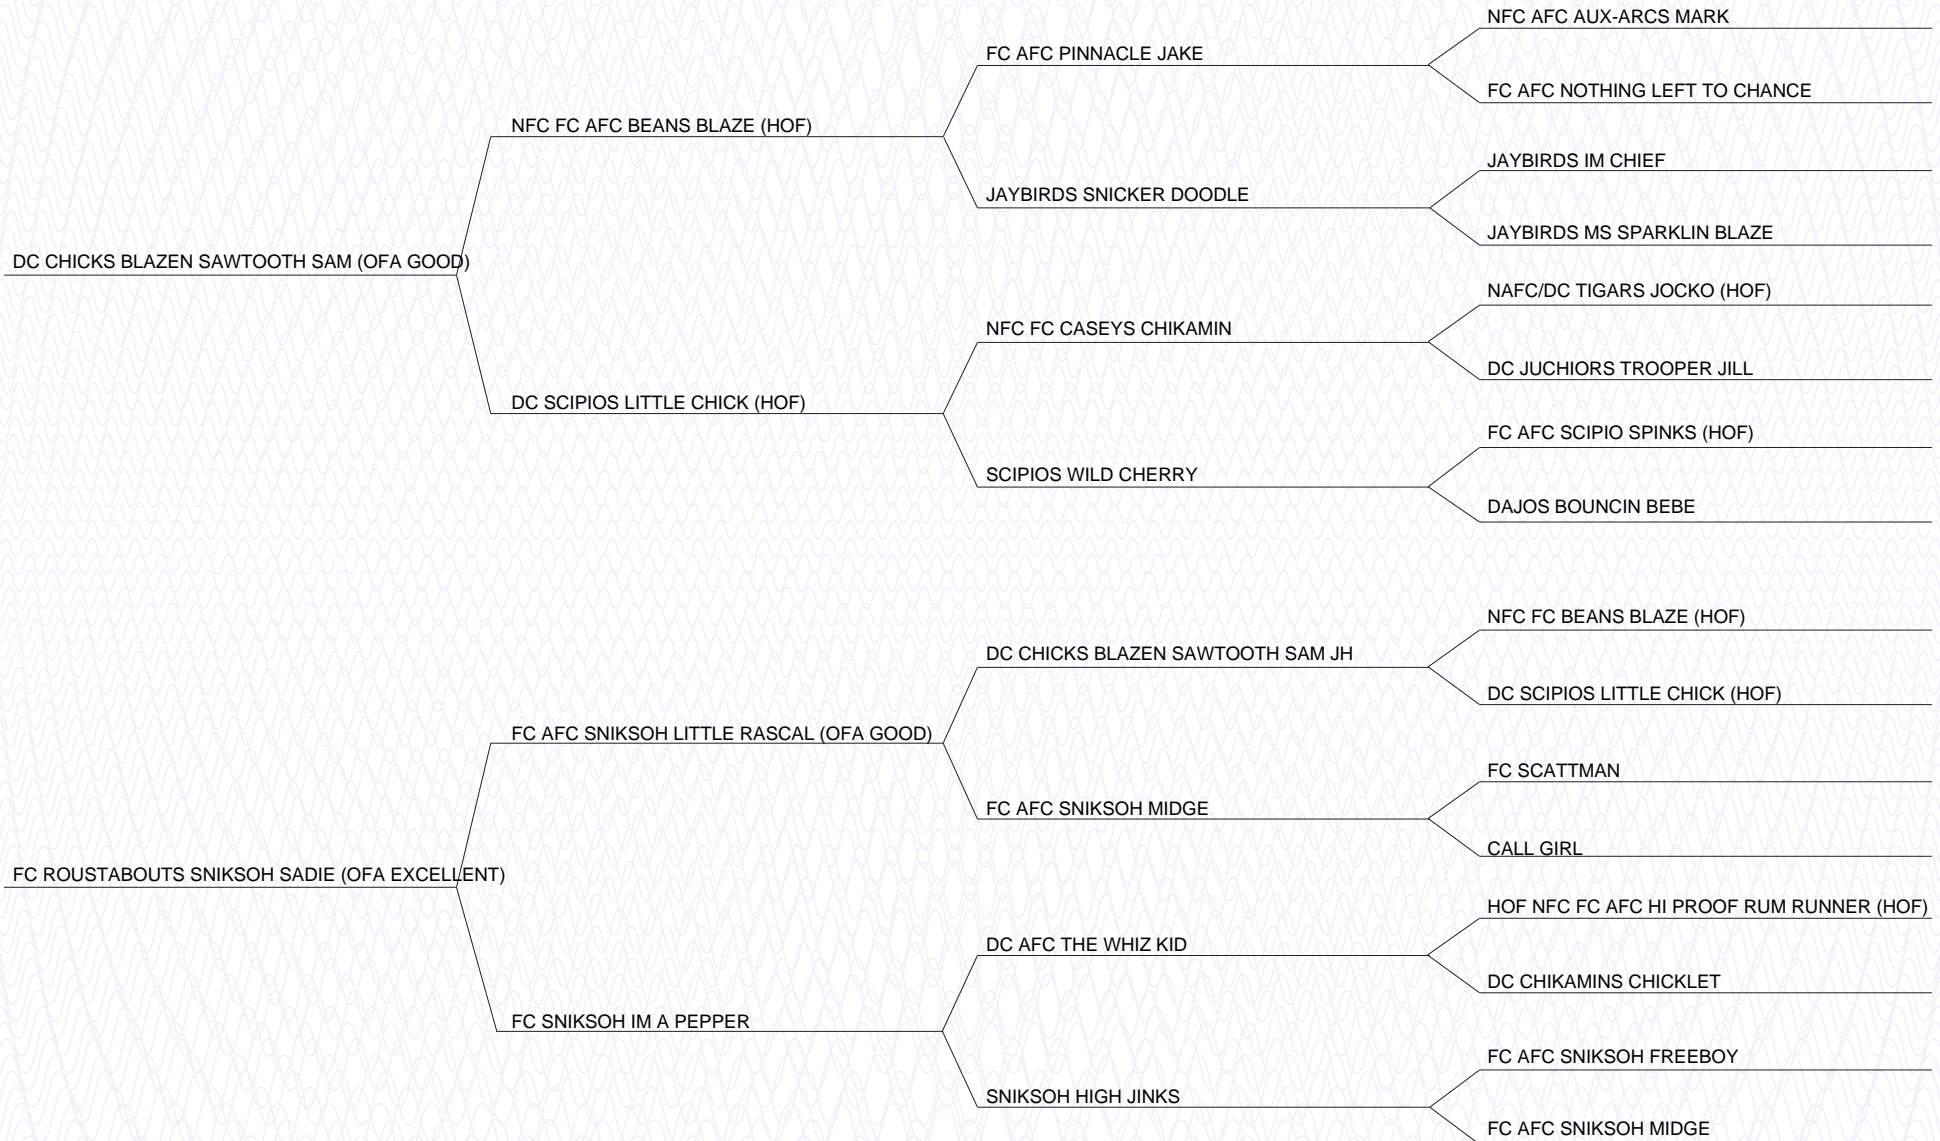 NFC AFC AUX-ARCS MARK
FC AFC PINNACLE JAKE
FC AFC NOTHING LEFT TO CHANCE
NFC FC AFC BEANS BLAZE (HOF)
JAYBIRDS IM CHIEF
JAYBIRDS SNICKER DOODLE
JAYBIRDS MS SPARKLIN BLAZE
DC CHICKS BLAZEN SAWTOOTH SAM (OFA GOOD)
NAFC/DC TIGARS JOCKO (HOF)
NFC FC CASEYS CHIKAMIN
DC JUCHIORS TROOPER JILL
DC SCIPIOS LITTLE CHICK (HOF)
FC AFC SCIPIO SPINKS (HOF)
SCIPIOS WILD CHERRY
DAJOS BOUNCIN BEBE
NFC FC BEANS BLAZE (HOF)
DC CHICKS BLAZEN SAWTOOTH SAM JH
DC SCIPIOS LITTLE CHICK (HOF)
FC AFC SNIKSOH LITTLE RASCAL (OFA GOOD)
FC SCATTMAN
FC AFC SNIKSOH MIDGE
CALL GIRL
FC ROUSTABOUTS SNIKSOH SADIE (OFA EXCELLENT)
HOF NFC FC AFC HI PROOF RUM RUNNER (HOF)
DC AFC THE WHIZ KID
DC CHIKAMINS CHICKLET
FC SNIKSOH IM A PEPPER
FC AFC SNIKSOH FREEBOY
SNIKSOH HIGH JINKS
FC AFC SNIKSOH MIDGE